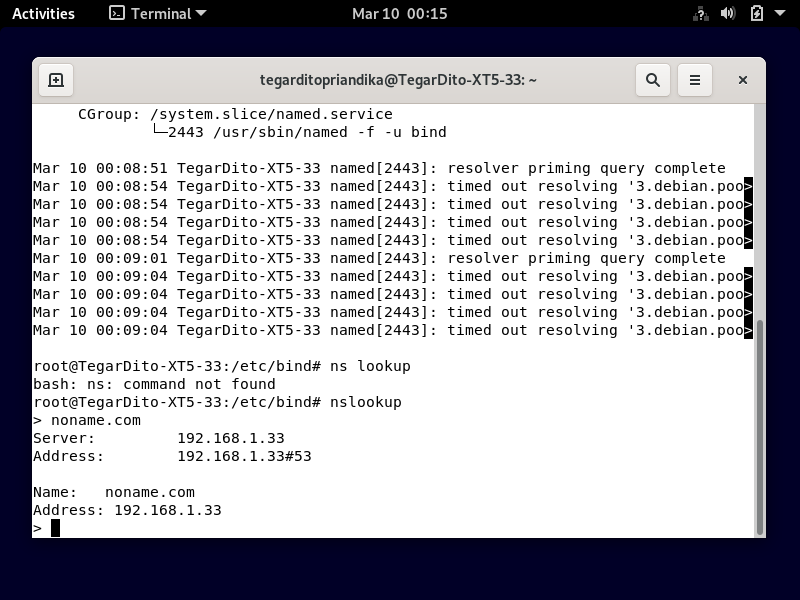 Activities Terminal Mar 10 00:15
tegarditopriandika@TegarDito-XT5-33: ~
CGroup: /system.slice/named.service
└─2443 /usr/sbin/named -f -u bind
Mar 10 00:08:51 TegarDito-XT5-33 named[2443]: resolver priming query complete
Mar 10 00:08:54 TegarDito-XT5-33 named[2443]: timed out resolving '3.debian.poo>
Mar 10 00:08:54 TegarDito-XT5-33 named[2443]: timed out resolving '3.debian.poo>
Mar 10 00:08:54 TegarDito-XT5-33 named[2443]: timed out resolving '3.debian.poo>
Mar 10 00:08:54 TegarDito-XT5-33 named[2443]: timed out resolving '3.debian.poo>
Mar 10 00:09:01 TegarDito-XT5-33 named[2443]: resolver priming query complete
Mar 10 00:09:04 TegarDito-XT5-33 named[2443]: timed out resolving '3.debian.poo>
Mar 10 00:09:04 TegarDito-XT5-33 named[2443]: timed out resolving '3.debian.poo>
Mar 10 00:09:04 TegarDito-XT5-33 named[2443]: timed out resolving '3.debian.poo>
Mar 10 00:09:04 TegarDito-XT5-33 named[2443]: timed out resolving '3.debian.poo>
root@TegarDito-XT5-33:/etc/bind# ns lookup
bash: ns: command not found
root@TegarDito-XT5-33:/etc/bind# nslookup
> noname.com
Server: 192.168.1.33
Address: 192.168.1.33#53
Name: noname.com
Address: 192.168.1.33
>